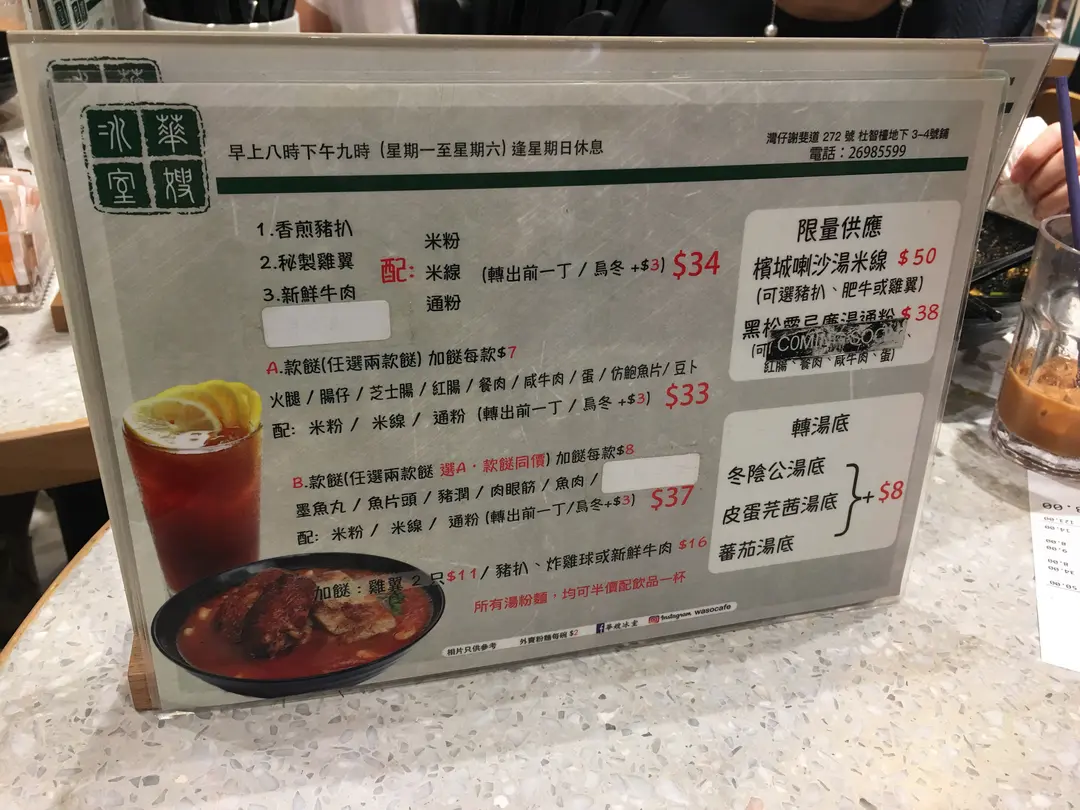 華嫂
冰室
早上八時下午九時 (星期一至星期六) 逢星期日休息
灣仔謝斐道 272 號 杜智檯地下 3-4號鋪
電話：26985599
1.香煎豬扒
2.秘製雞翼
3.新鮮牛肉
配:
米粉
米線 (轉出前一丁 / 烏冬 +$3) $34
通粉
A.款餸(任選兩款餸) 加餸每款$7
火腿 / 腸仔 / 芝士腸 / 紅腸 / 餐肉 / 咸牛肉 / 蛋 / 仿鮑魚片/ 豆卜
配: 米粉 / 米線 / 通粉 (轉出前一丁 / 烏冬 +$3) $33
B.款餸(任選兩款餸 選A．款餸同價) 加餸每款$8
墨魚丸 / 魚片頭 / 豬潤 / 肉眼筋 / 魚肉 /
配: 米粉 / 米線 / 通粉 (轉出前一丁/烏冬+$3) $37
加餸：雞翼 2 只$11/ 豬扒、炸雞球或新鮮牛肉 $16
所有湯粉麵，均可半價配飲品一杯
相片只供參考 外賣粉麵每碗 $2 華嫂冰室 Instagram wasocafe
限量供應
檳城喇沙湯米線 $50
(可選豬扒、肥牛或雞翼)
黑松露 湯通粉 $38
COMING SOON
紅腸、餐肉、咸牛肉、蛋)
轉湯底
冬陰公湯底
皮蛋芫茜湯底 + $8
蕃茄湯底